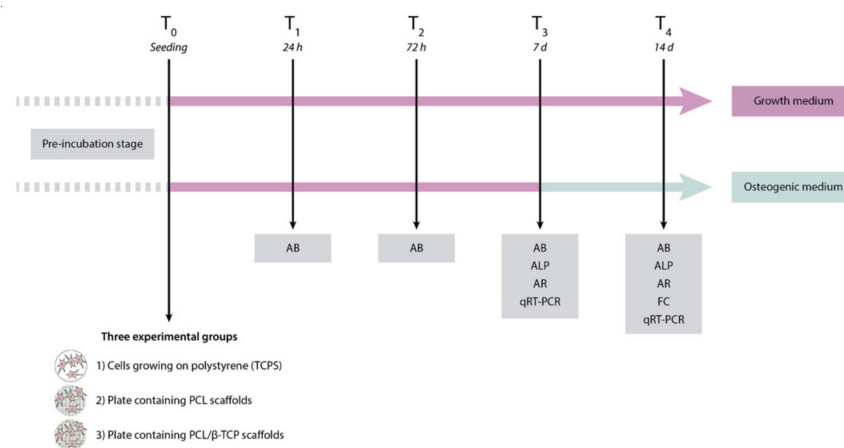 T0 T1 T2 T3 T4
Seeding 24 h 72 h 7 d 14 d
Growth medium
Pre-incubation stage
Osteogenic medium
AB AB AB AB
ALP ALP
AR AR
qRT-PCR FC
qRT-PCR
Three experimental groups
1) Cells growing on polystyrene (TCPS)
2) Plate containing PCL scaffolds
3) Plate containing PCL/β-TCP scaffolds